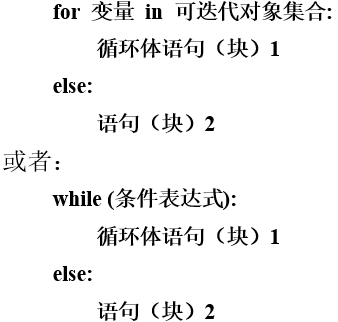 for 变量 in 可迭代对象集合:
循环体语句（块）1
else:
语句（块）2
或者：
while (条件表达式):
循环体语句（块）1
else:
语句（块）2